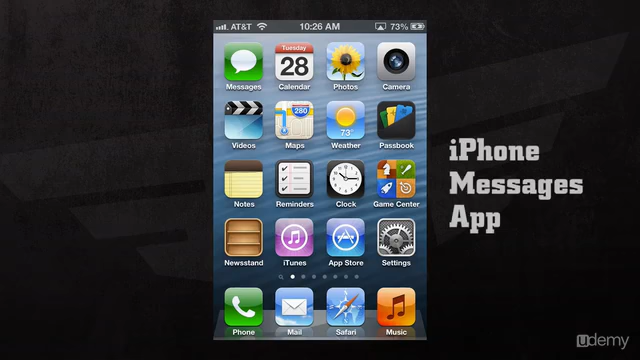 AT&T 10:26 AM 73%
Tuesday
28
Messages Calendar Photos Camera
280
73°
Videos Maps Weather Passbook
Notes Reminders Clock Game Center
Newsstand iTunes App Store Settings
Phone Mail Safari Music
iPhone
Messages
App
udemy